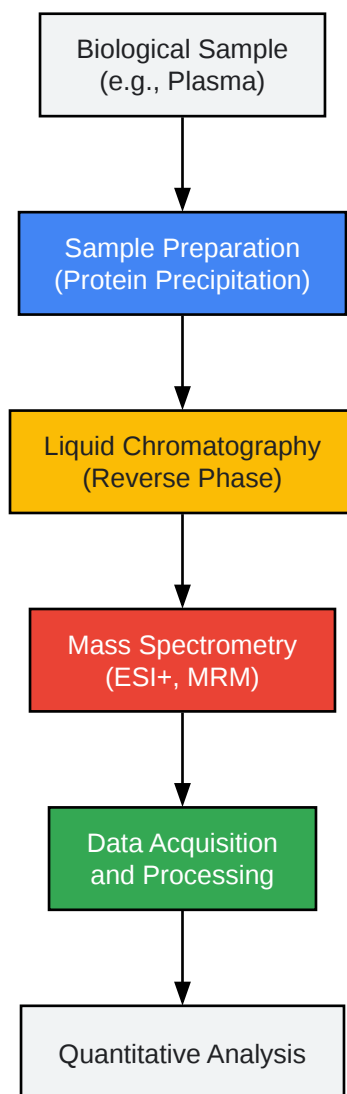 Biological Sample
(e.g., Plasma)
Sample Preparation
(Protein Precipitation)
Liquid Chromatography
(Reverse Phase)
Mass Spectrometry
(ESI+, MRM)
Data Acquisition
and Processing
Quantitative Analysis